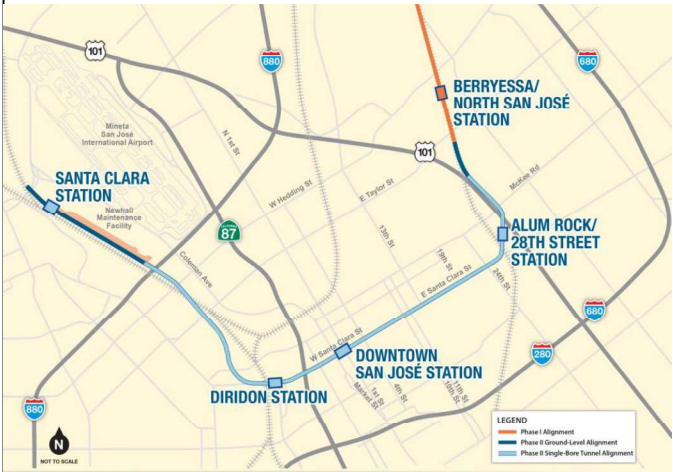 101
880
680
BERRYESSA/
NORTH SAN JOSÉ
STATION
Mineta
San José
International Airport
N 1st St
101
McKee Rd
E Taylor St
W Hedding St
SANTA CLARA
STATION
Newhall
Maintenance
Facility
87
13th St
ALUM ROCK/
28TH STREET
STATION
19th St
24th St
Coleman Ave
E Santa Clara St
680
W Santa Clara St
280
DOWNTOWN
SAN JOSÉ STATION
DIRIDON STATION
Market St
1st St
4th St
10th St
11th St
880
N
NOT TO SCALE
LEGEND
Phase I Alignment
Phase II Ground-Level Alignment
Phase II Single-Bore Tunnel Alignment